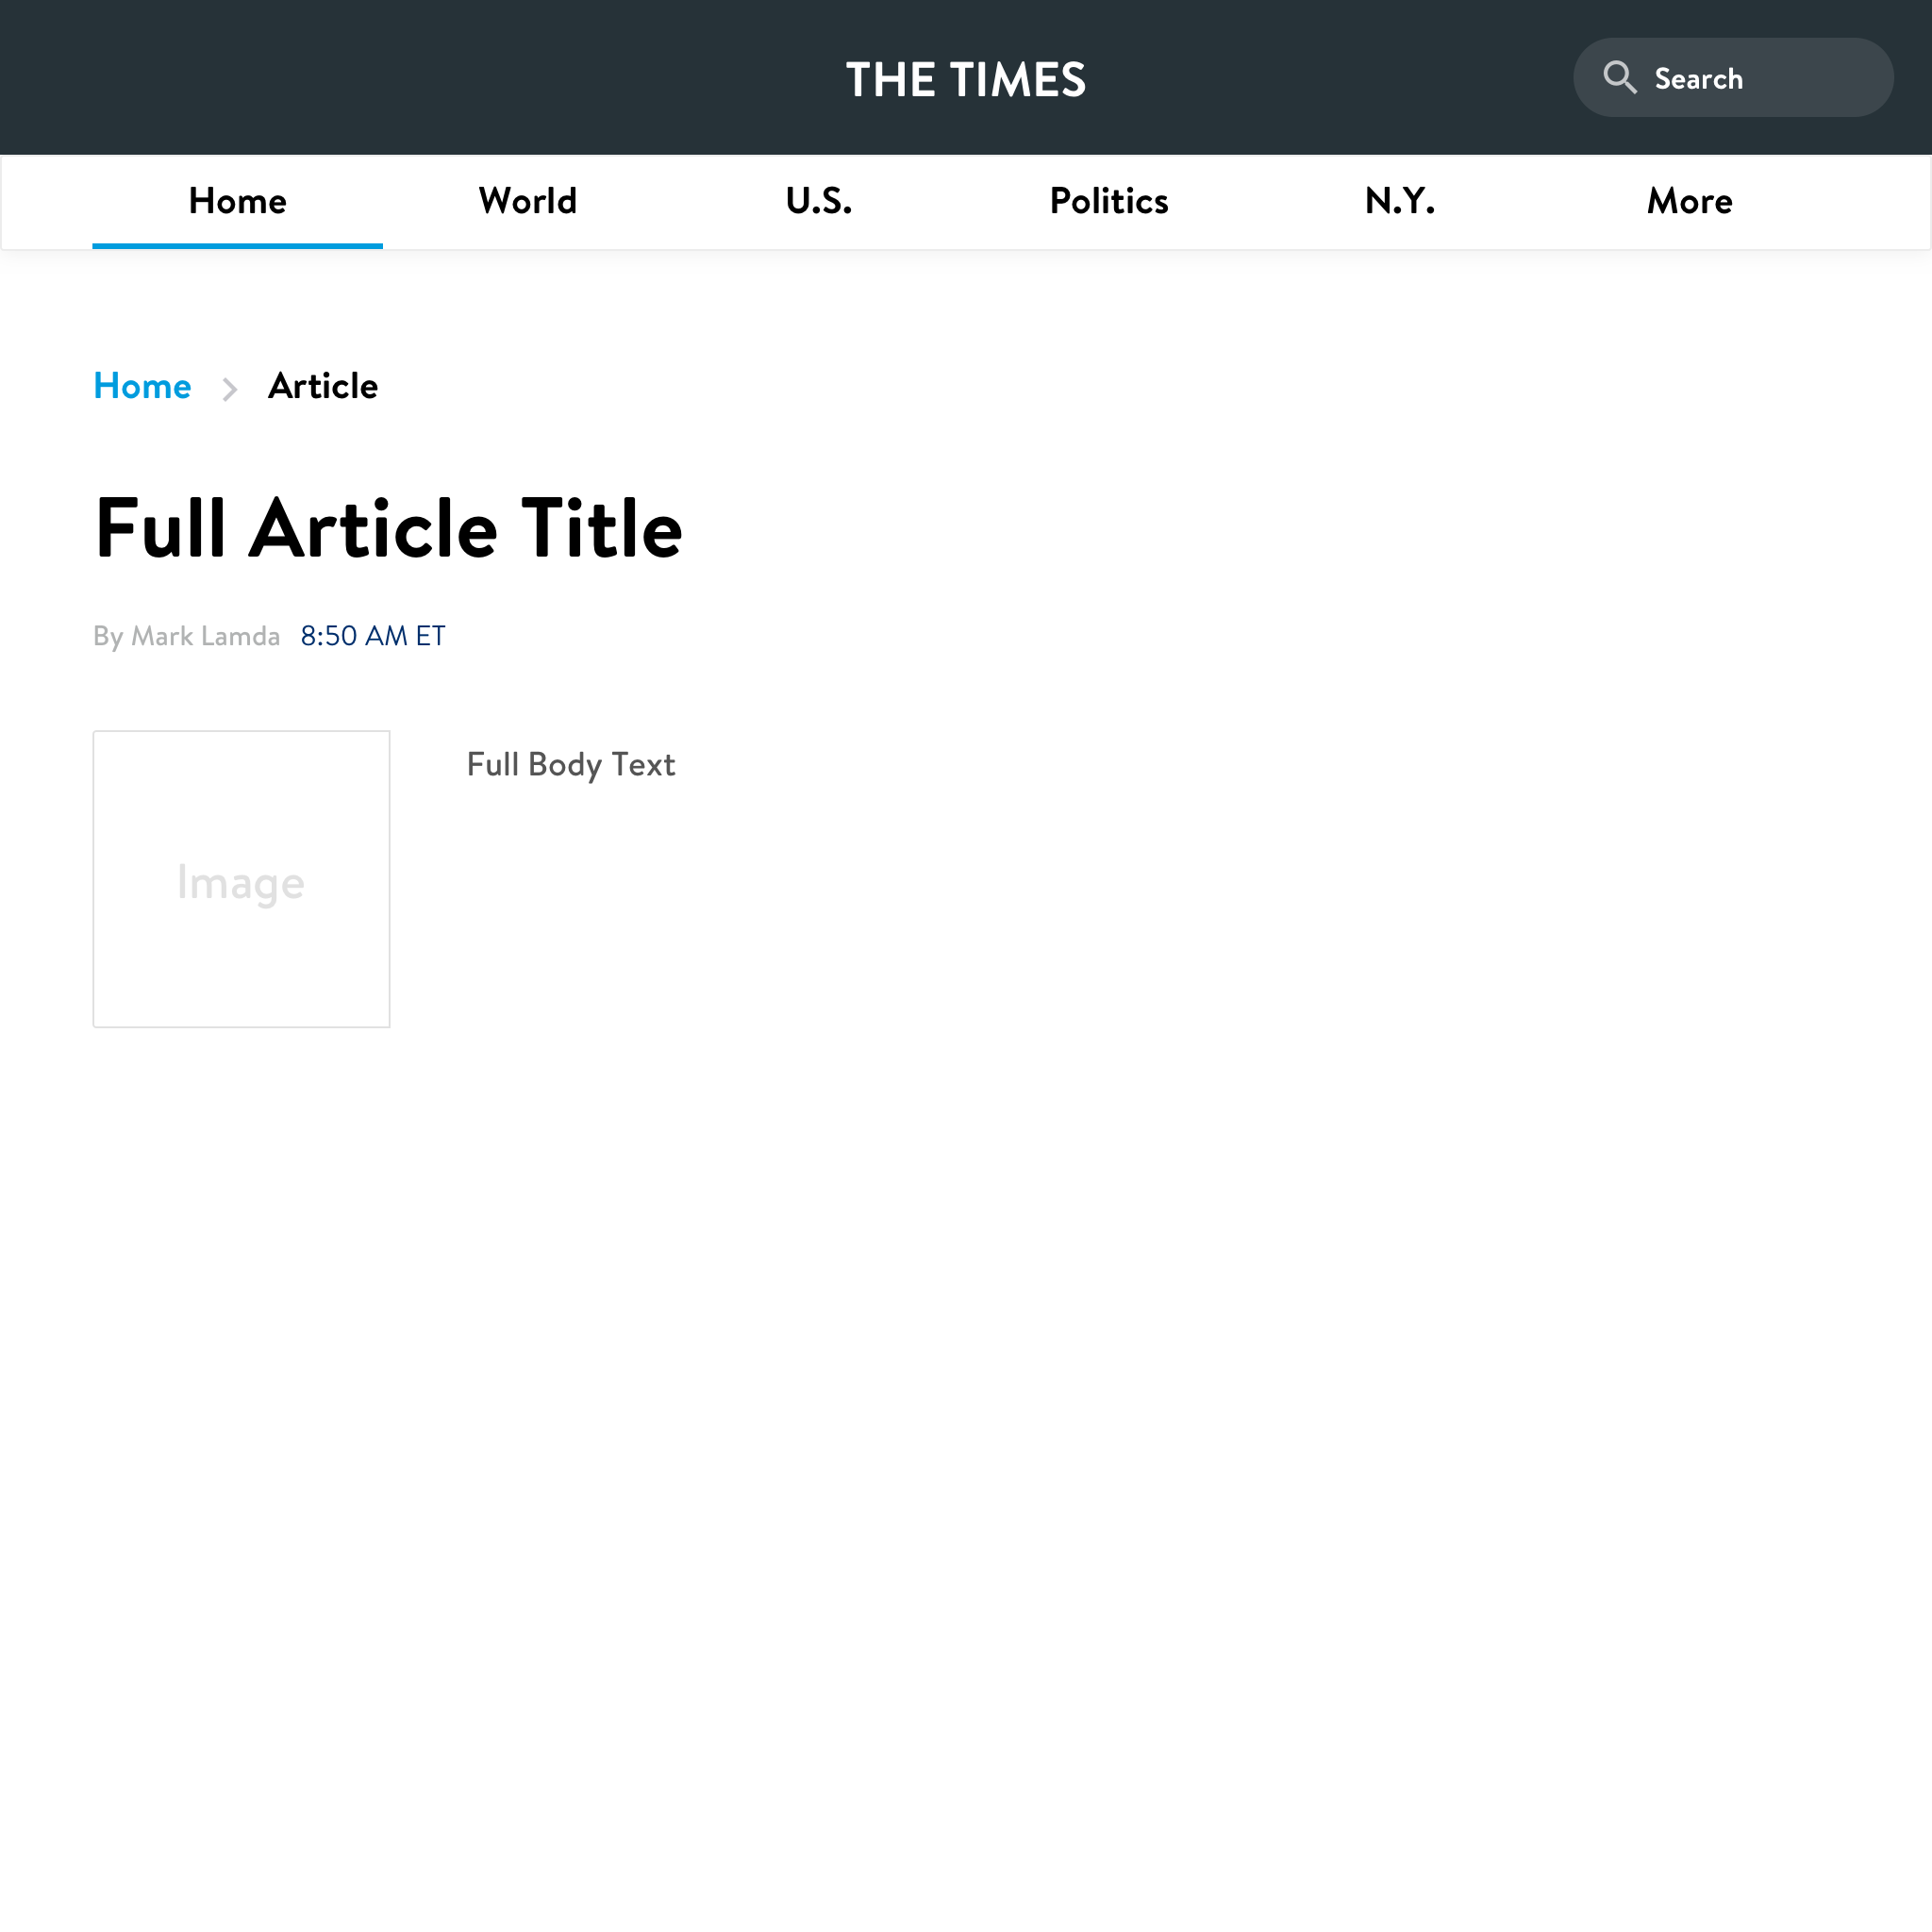 THE TIMES
Search
Home World U.S. Politics N.Y. More
Home Article
Full Article Title
By Mark Lamda 8:50 AM ET
Full Body Text
Image